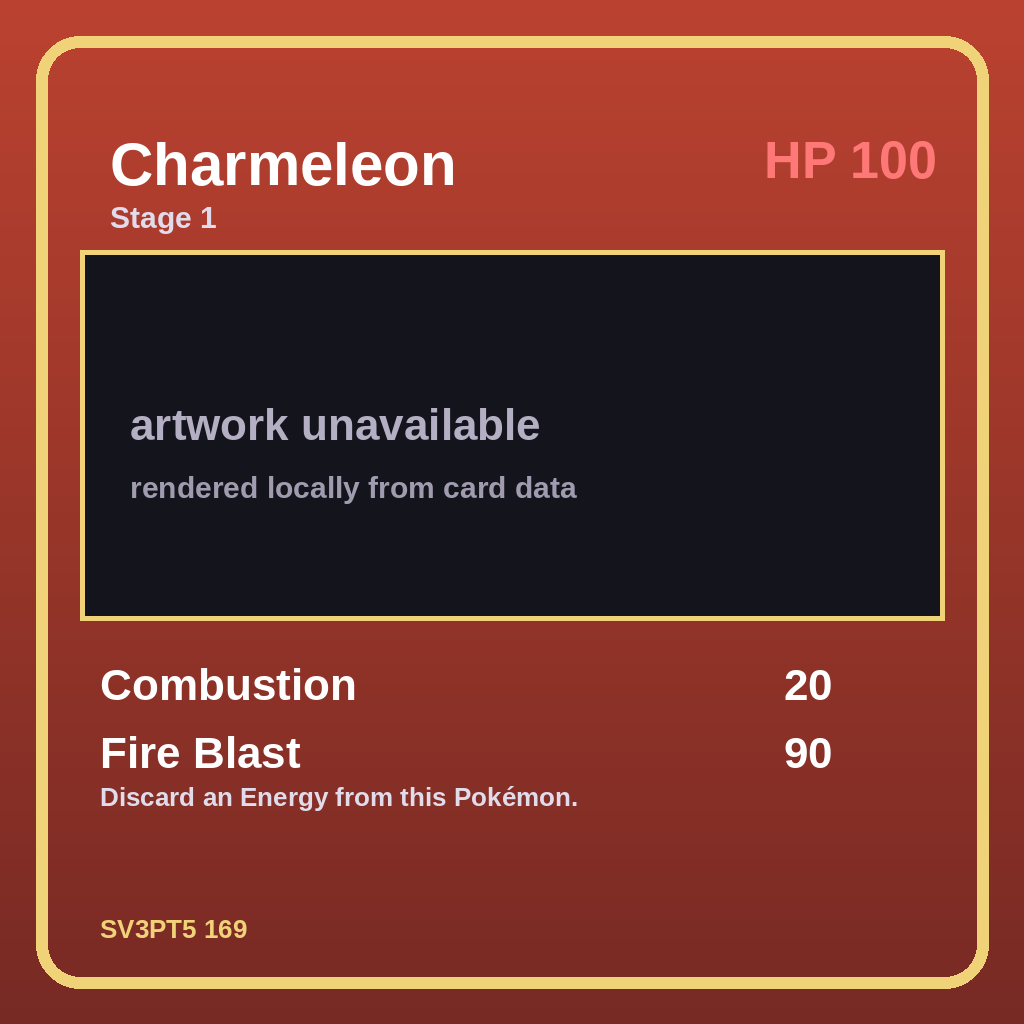 Charmeleon
HP 100
Stage 1
artwork unavailable
rendered locally from card data
Combustion 20
Fire Blast 90
Discard an Energy from this Pokémon.
SV3PT5 169